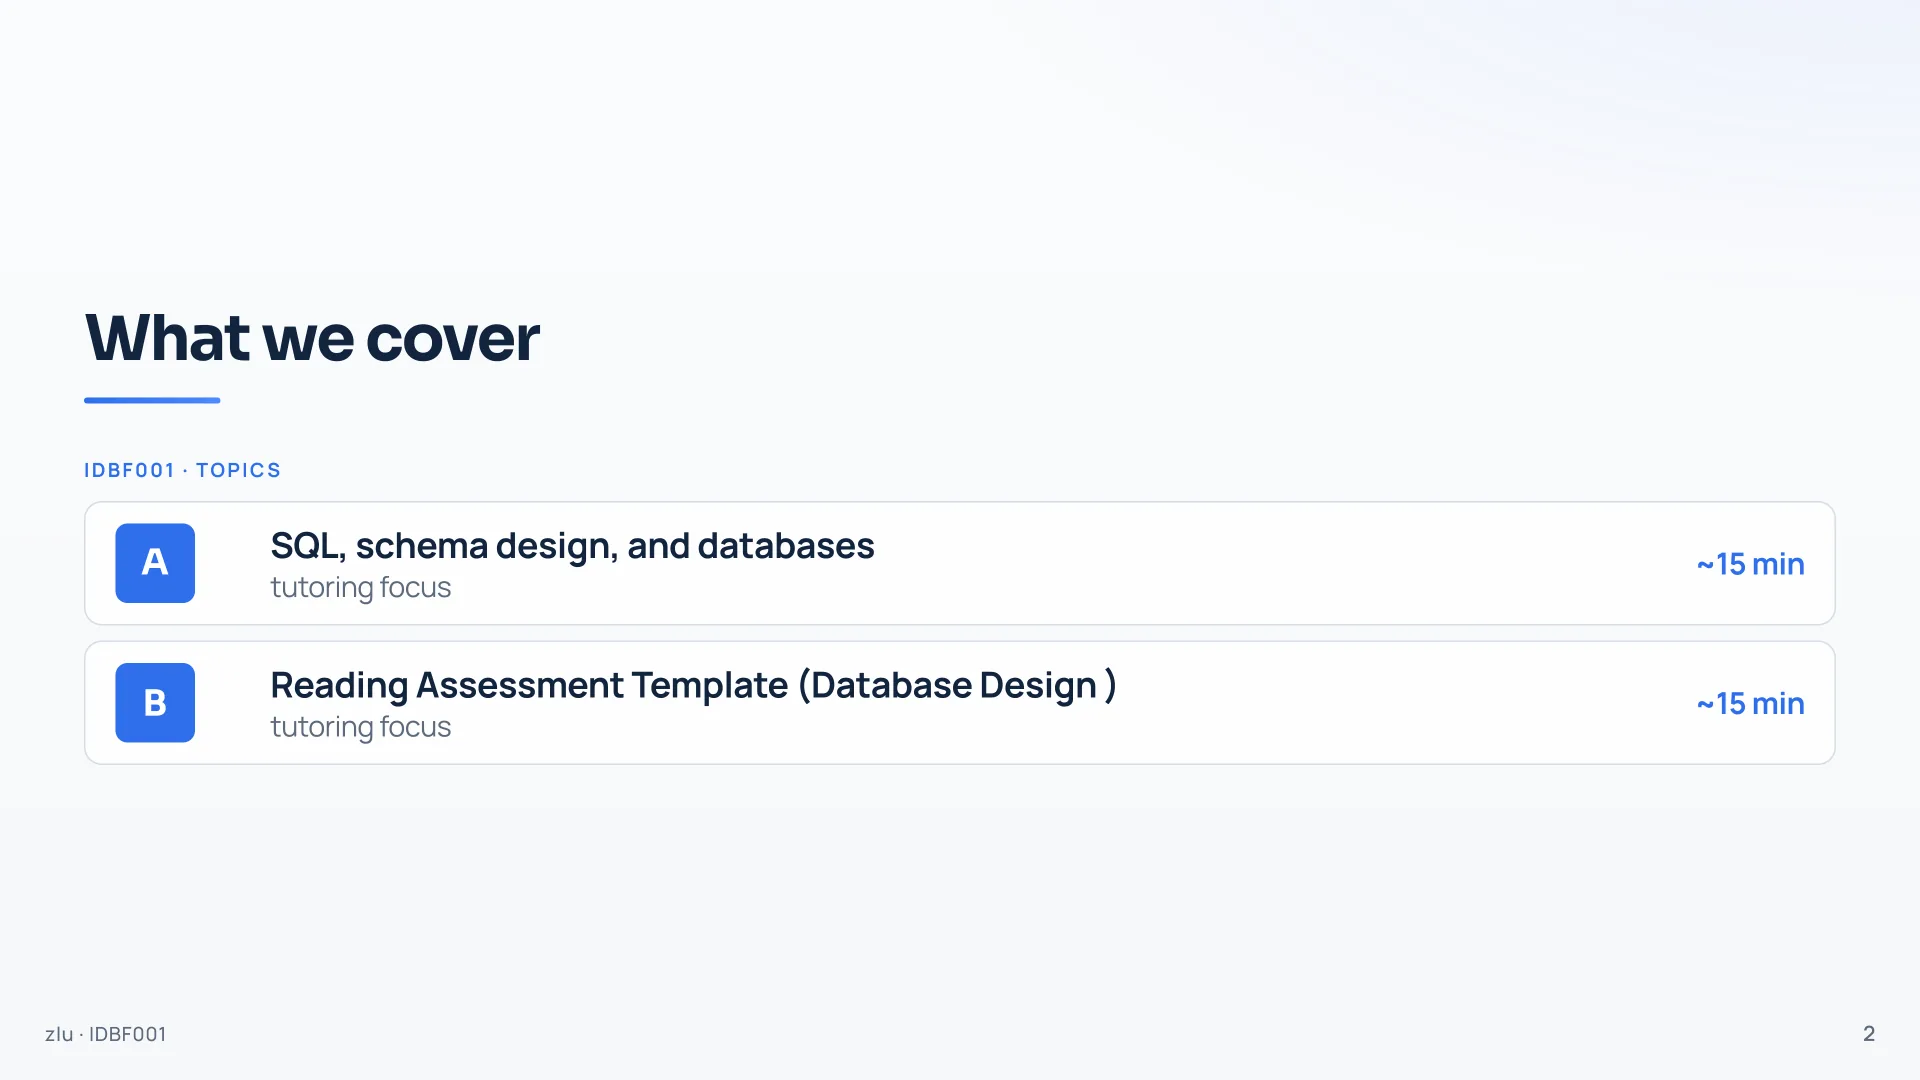 What we cover
IDBF001 · TOPICS
A
SQL, schema design, and databases
tutoring focus
~15 min
B
Reading Assessment Template (Database Design )
tutoring focus
~15 min
zlu · IDBF001
2